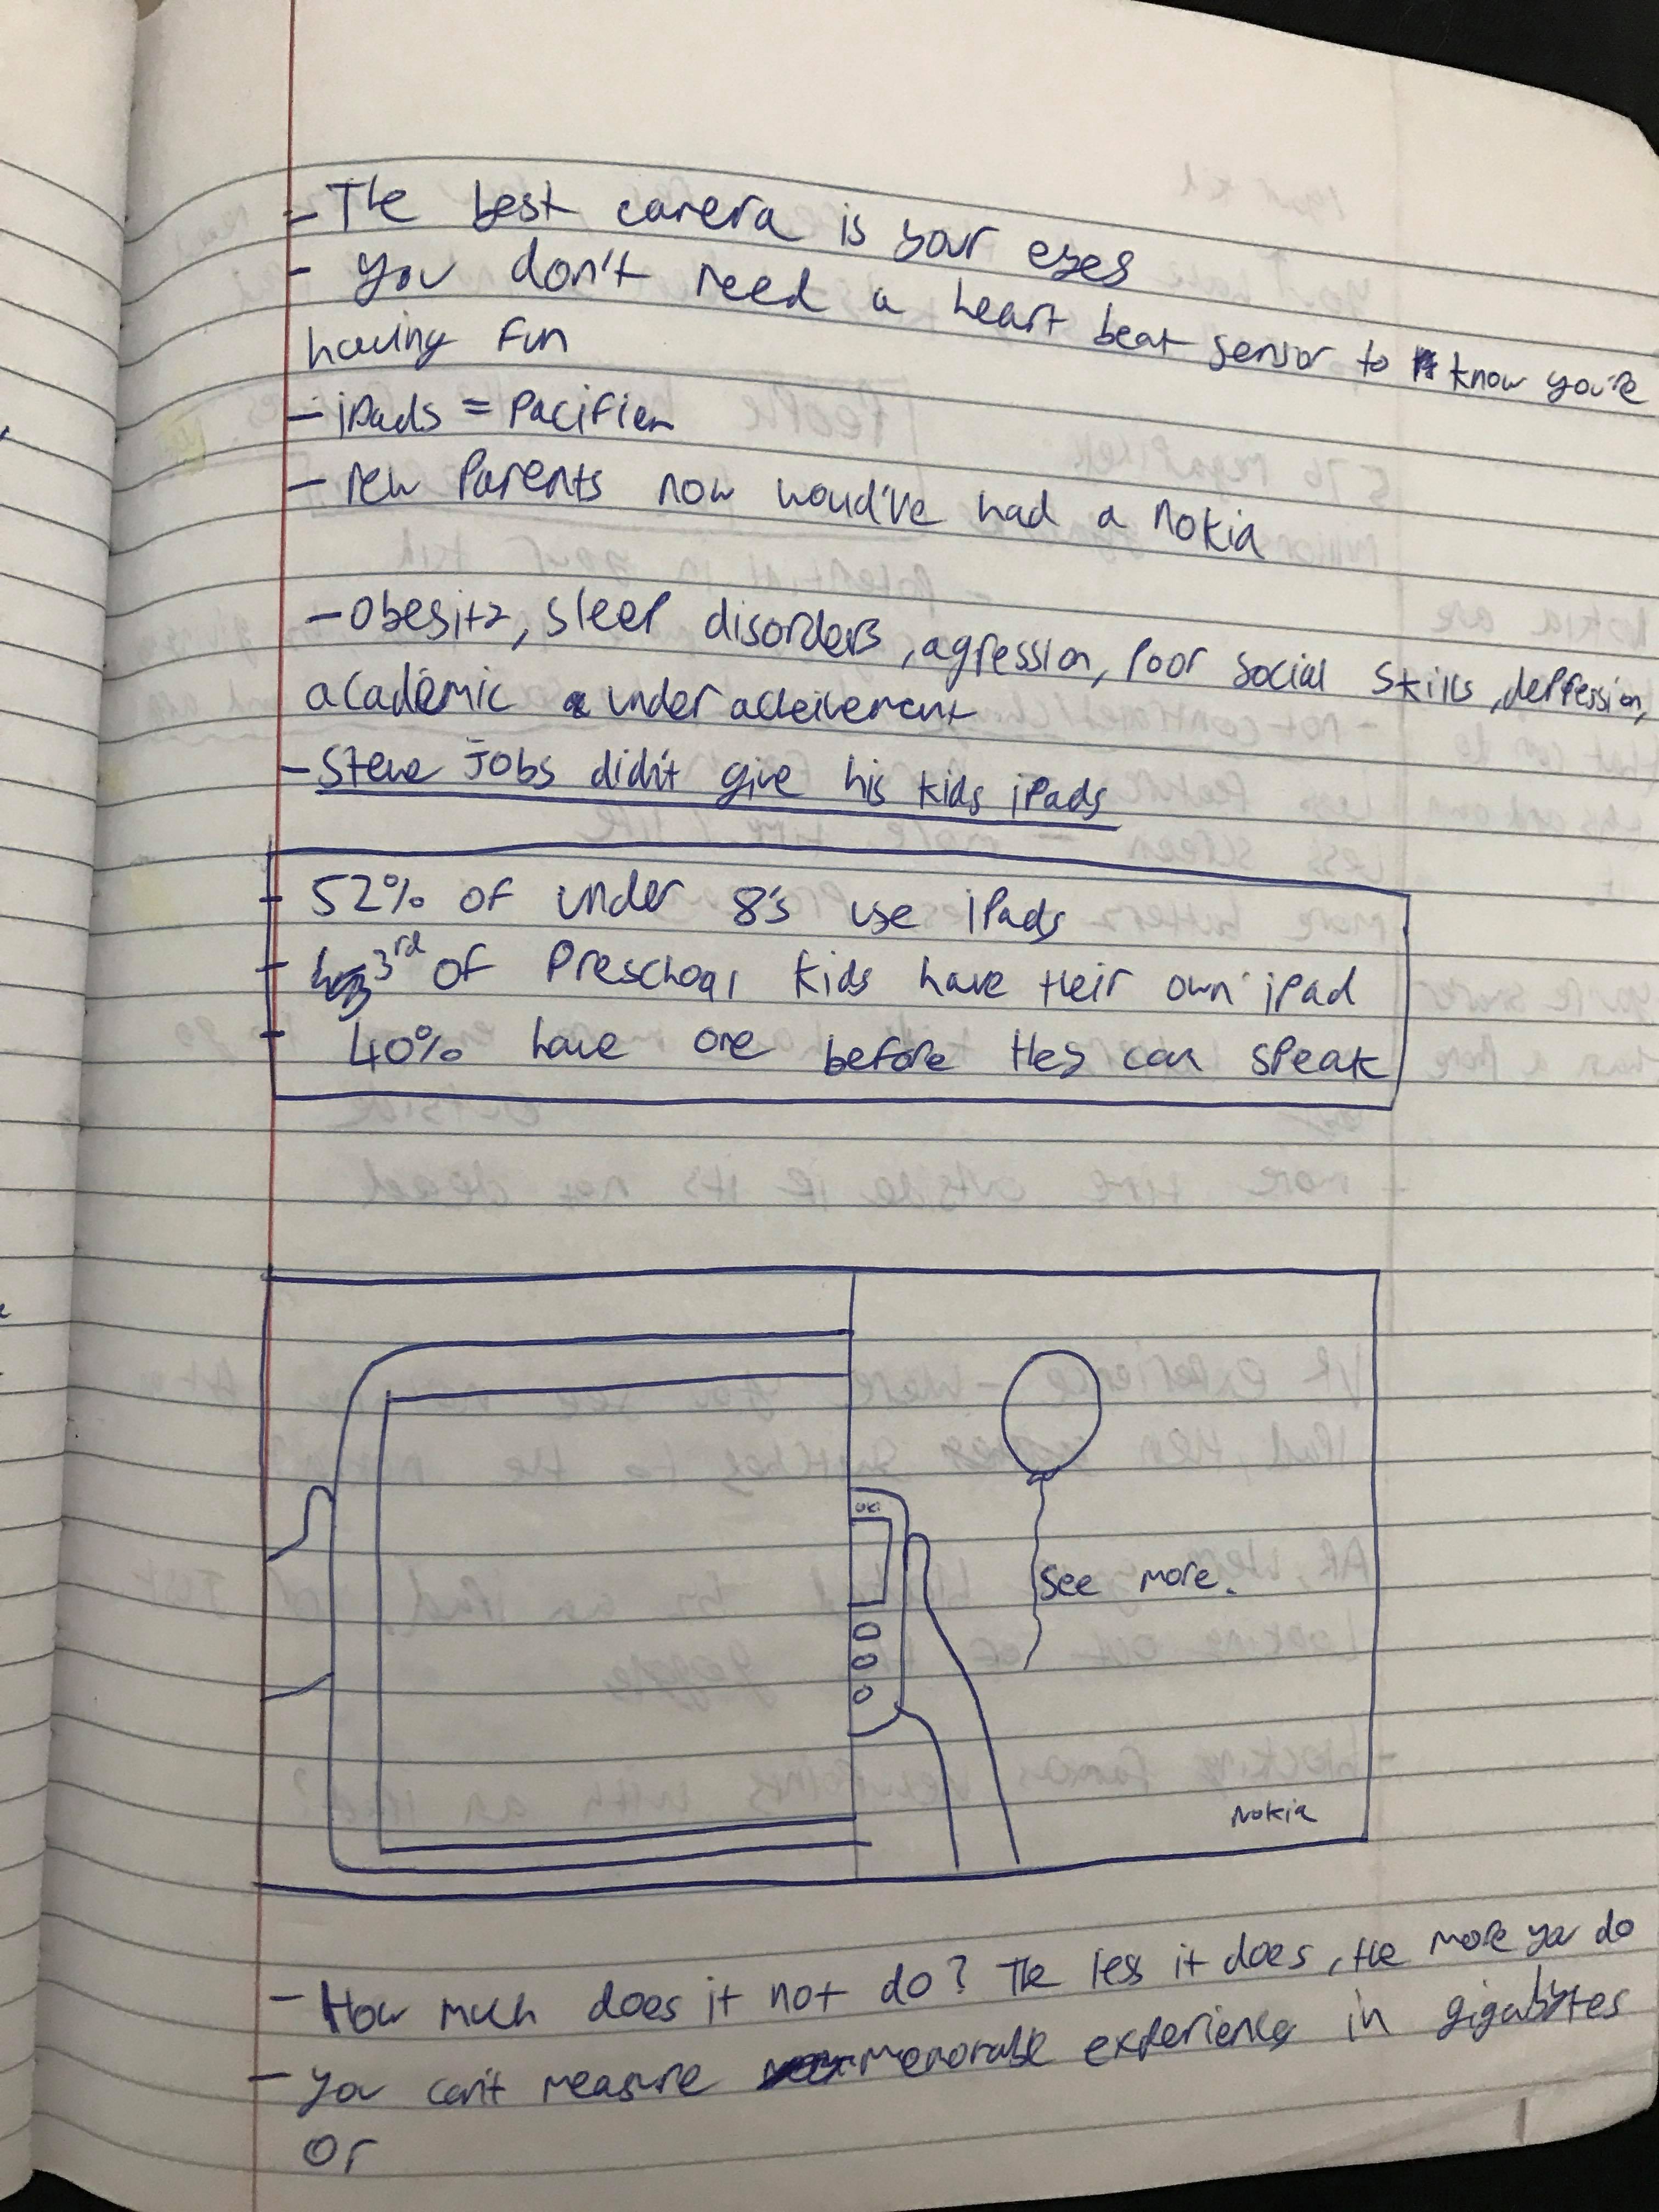 - The best camera is your eyes
- You don't need a heart beat sensor to know you're
having fun
- iPads = Pacifier
- new Parents now woud've had a nokia
- obesity, sleep disorders, agression, poor social skills, depression,
academic under acheivement
- Steve Jobs didn't give his kids iPads
- 52% of under 8's use iPads
- 3rd of Preschool kids have their own ipad
- 40% have one before they can speak
oki
see more.
Nokia
- How much does it not do? The less it does, the more you do
- you can't measure memorable experience in gigabytes
or